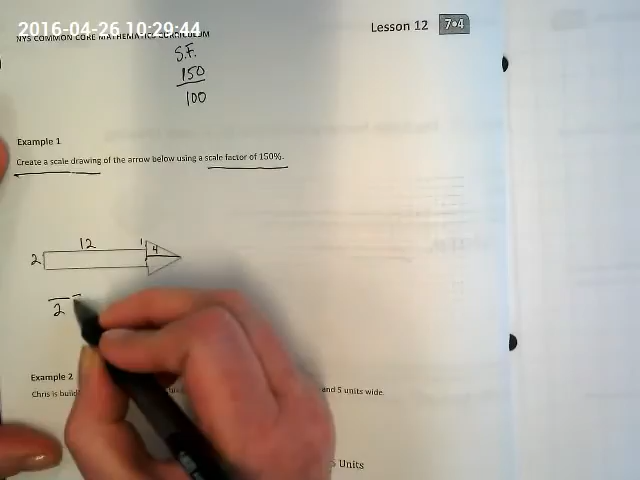 2016-04-26 10:29:44
NYS COMMON CORE MATHEMATICS CURRICULUM
Lesson 12 7•4
S.F.
150
100
Example 1
Create a scale drawing of the arrow below using a scale factor of 150%.
12 1 4
2
2
Example 2
Chris is and 5 units wide.
Units